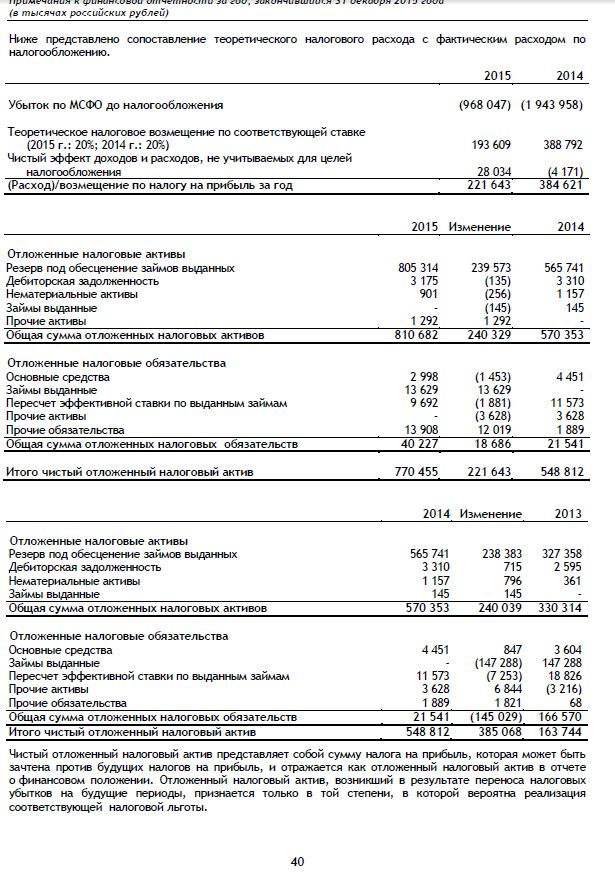 Примечания к финансовой отчетности за год, закончившийся 31 декабря 2015 года
(в тысячах российских рублей)
Ниже представлено сопоставление теоретического налогового расхода с фактическим расходом по
налогообложению.
2015 2014
Убыток по МСФО до налогообложения (968 047) (1 943 958)
Теоретическое налоговое возмещение по соответствующей ставке
(2015 г.: 20%; 2014 г.: 20%) 193 609 388 792
Чистый эффект доходов и расходов, не учитываемых для целей
налогообложения 28 034 (4 171)
(Расход)/возмещение по налогу на прибыль за год 221 643 384 621
2015 Изменение 2014
Отложенные налоговые активы
Резерв под обесценение займов выданных 805 314 239 573 565 741
Дебиторская задолженность 3 175 (135) 3 310
Нематериальные активы 901 (256) 1 157
Займы выданные - (145) 145
Прочие активы 1 292 1 292 -
Общая сумма отложенных налоговых активов 810 682 240 329 570 353
Отложенные налоговые обязательства
Основные средства 2 998 (1 453) 4 451
Займы выданные 13 629 13 629 -
Пересчет эффективной ставки по выданным займам 9 692 (1 881) 11 573
Прочие активы - (3 628) 3 628
Прочие обязательства 13 908 12 019 1 889
Общая сумма отложенных налоговых обязательств 40 227 18 686 21 541
Итого чистый отложенный налоговый актив 770 455 221 643 548 812
2014 Изменение 2013
Отложенные налоговые активы
Резерв под обесценение займов выданных 565 741 238 383 327 358
Дебиторская задолженность 3 310 715 2 595
Нематериальные активы 1 157 796 361
Займы выданные 145 145 -
Общая сумма отложенных налоговых активов 570 353 240 039 330 314
Отложенные налоговые обязательства
Основные средства 4 451 847 3 604
Займы выданные - (147 288) 147 288
Пересчет эффективной ставки по выданным займам 11 573 (7 253) 18 826
Прочие активы 3 628 6 844 (3 216)
Прочие обязательства 1 889 1 821 68
Общая сумма отложенных налоговых обязательств 21 541 (145 029) 166 570
Итого чистый отложенный налоговый актив 548 812 385 068 163 744
Чистый отложенный налоговый актив представляет собой сумму налога на прибыль, которая может быть
зачтена против будущих налогов на прибыль, и отражается как отложенный налоговый актив в отчете
о финансовом положении. Отложенный налоговый актив, возникший в результате переноса налоговых
убытков на будущие периоды, признается только в той степени, в которой вероятна реализация
соответствующей налоговой льготы.
40